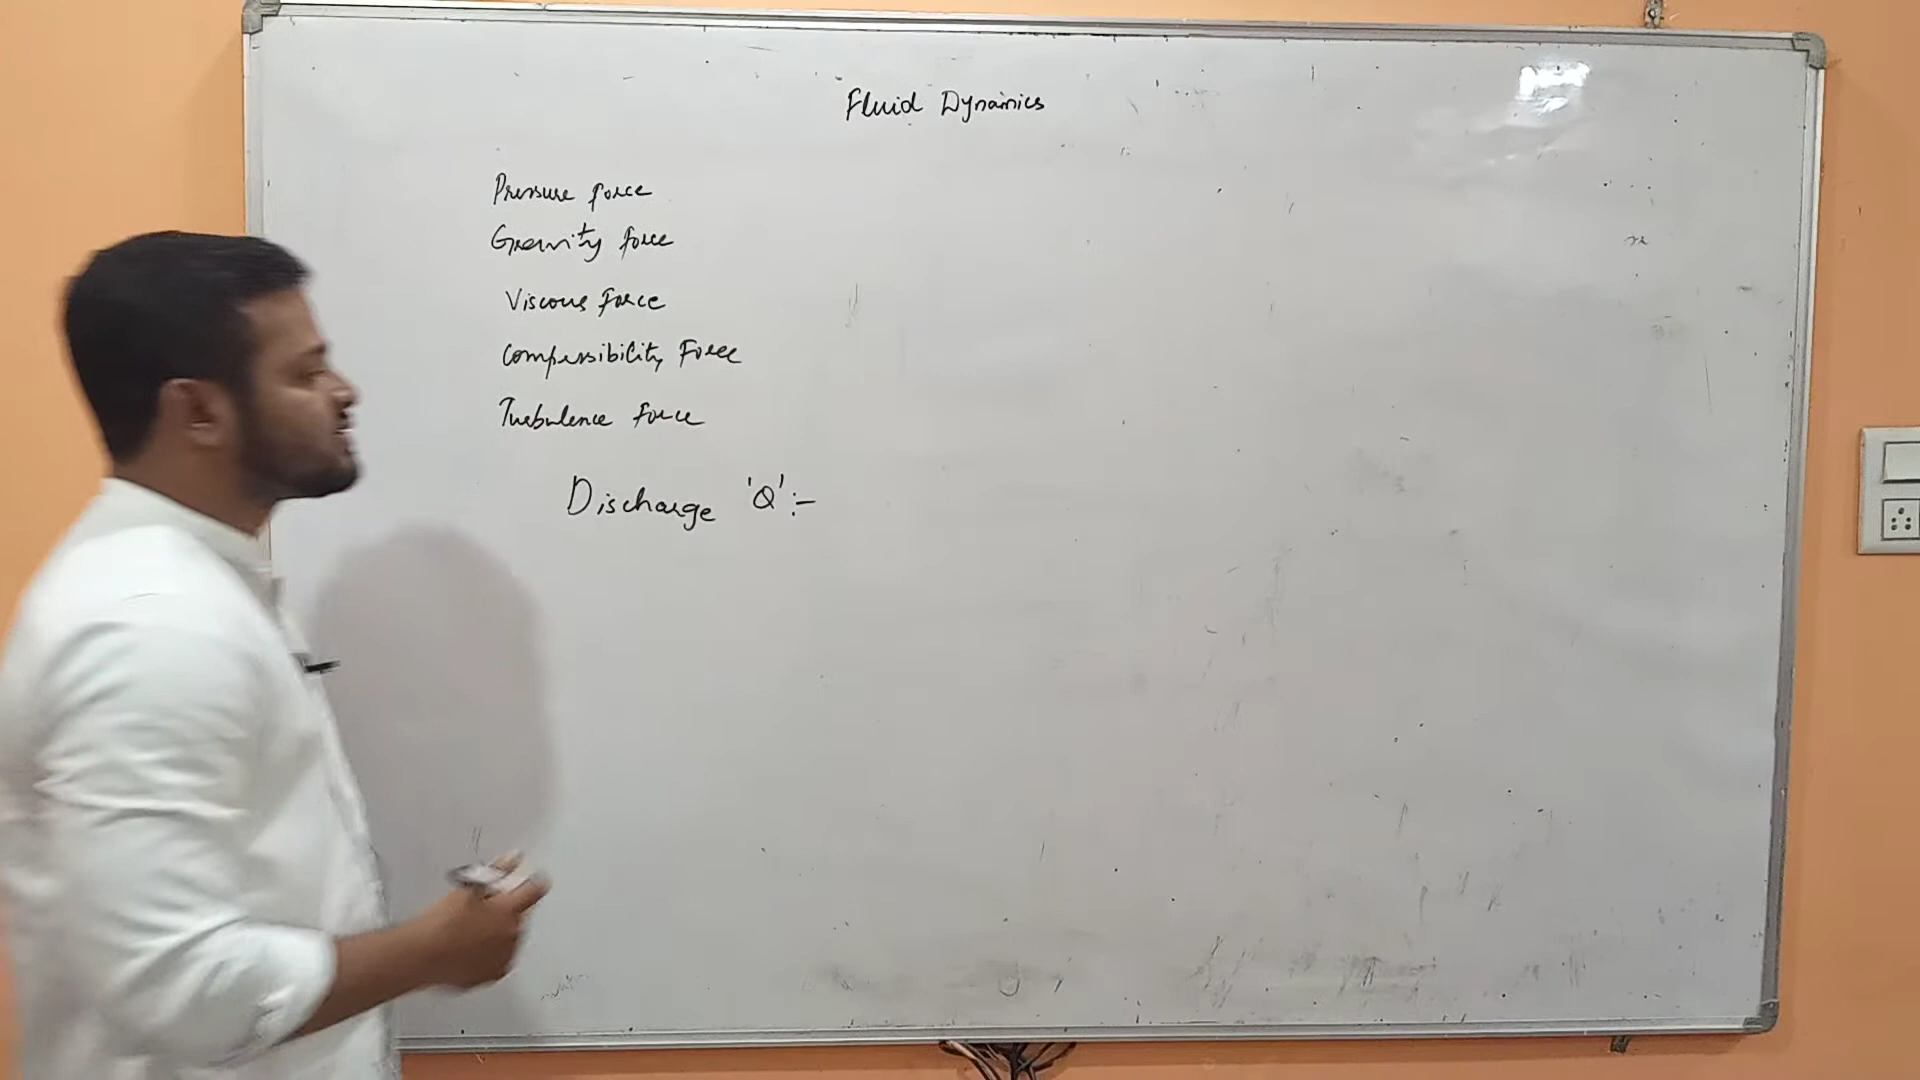 Fluid Dynamics
Pressure force
Gravity force
Viscous force
Compressibility Force
Turbulence force
Discharge 'Q':-